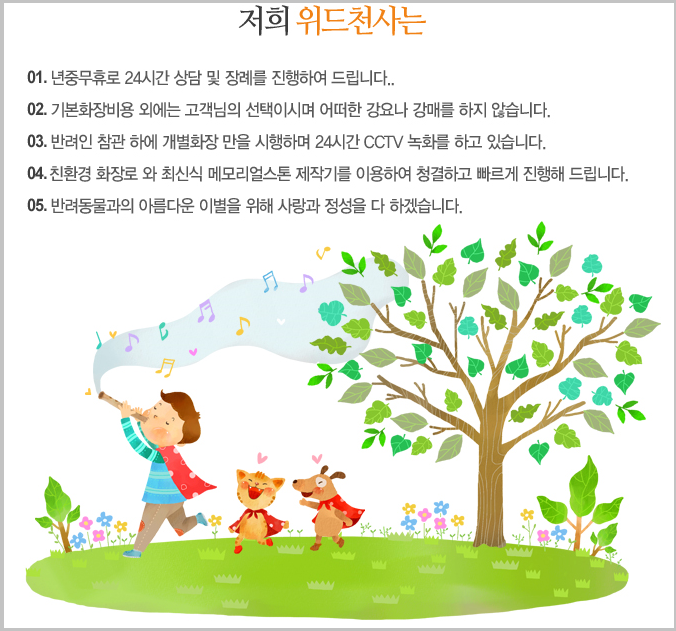 저희 위드천사는
01. 년중무휴로 24시간 상담 및 장례를 진행하여 드립니다..
02. 기본화장비용 외에는 고객님의 선택이시며 어떠한 강요나 강매를 하지 않습니다.
03. 반려인 참관 하에 개별화장 만을 시행하며 24시간 CCTV 녹화를 하고 있습니다.
04. 친환경 화장로 와 최신식 메모리얼스톤 제작기를 이용하여 청결하고 빠르게 진행해 드립니다.
05. 반려동물과의 아름다운 이별을 위해 사랑과 정성을 다 하겠습니다.